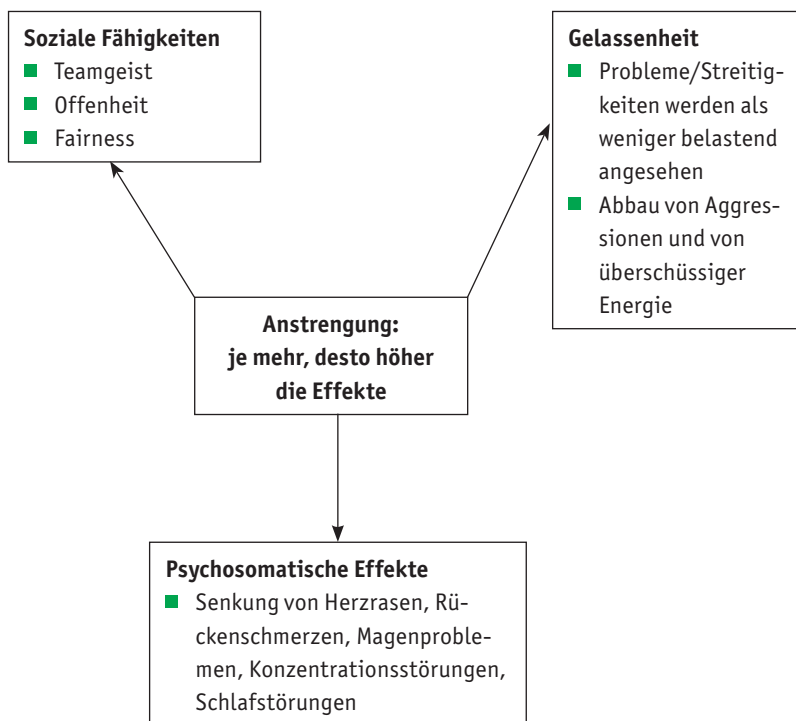 Soziale Fähigkeiten
Teamgeist
Offenheit
Fairness
Gelassenheit
Probleme/Streitig-
keiten werden als
weniger belastend
angesehen
Abbau von Aggres-
sionen und von
überschüssiger
Energie
Anstrengung:
je mehr, desto höher
die Effekte
Psychosomatische Effekte
Senkung von Herzrasen, Rü-
ckenschmerzen, Magenproble-
men, Konzentrationsstörungen,
Schlafstörungen